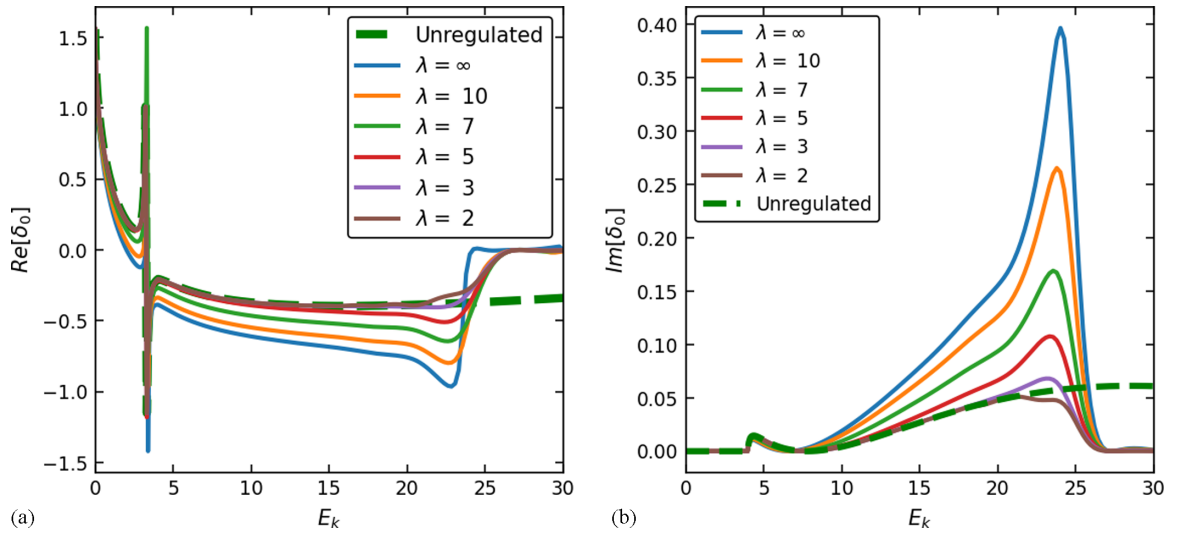 1.5
1.0
0.5
0.0
−0.5
−1.0
−1.5
Re[δ₀]
0 5 10 15 20 25 30
E_k
(a)
Unregulated
λ = ∞
λ = 10
λ = 7
λ = 5
λ = 3
λ = 2
0.40
0.35
0.30
0.25
0.20
0.15
0.10
0.05
0.00
Im[δ₀]
0 5 10 15 20 25 30
E_k
(b)
λ = ∞
λ = 10
λ = 7
λ = 5
λ = 3
λ = 2
Unregulated